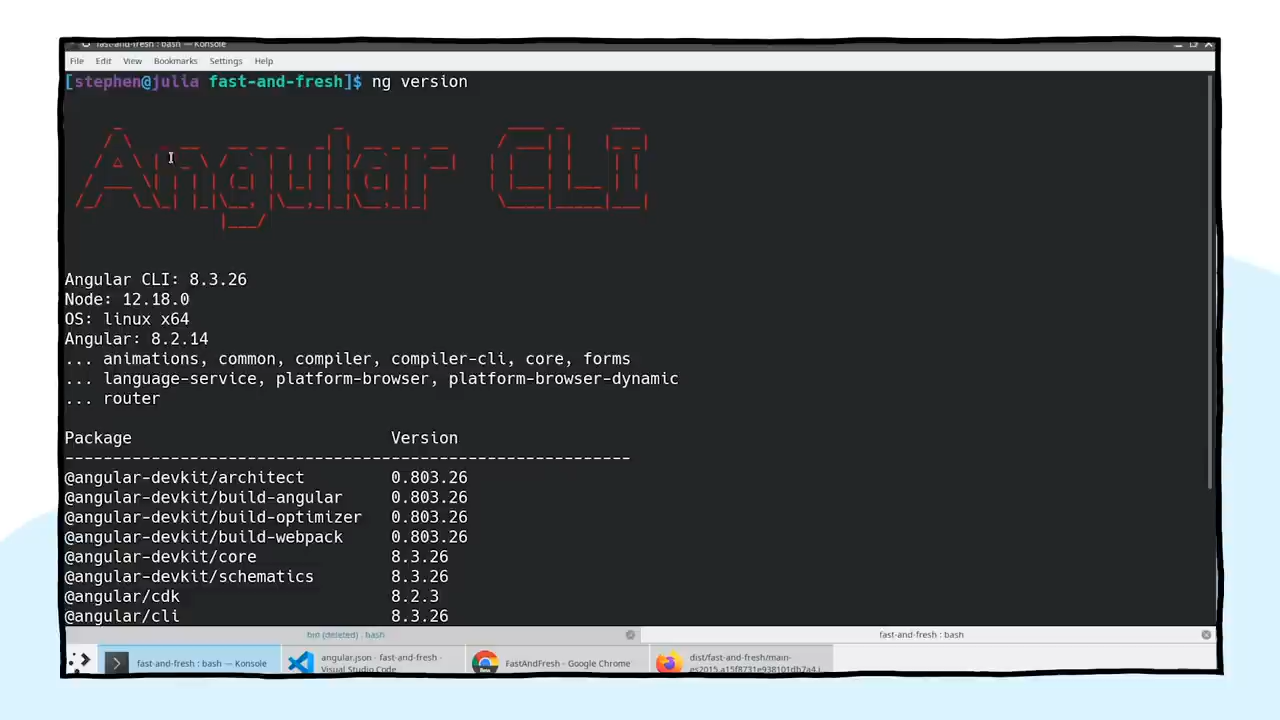 fast-and-fresh : bash — Konsole
File Edit View Bookmarks Settings Help
[stephen@julia fast-and-fresh]$ ng version
Angular CLI
Angular CLI: 8.3.26
Node: 12.18.0
OS: linux x64
Angular: 8.2.14
... animations, common, compiler, compiler-cli, core, forms
... language-service, platform-browser, platform-browser-dynamic
... router
Package Version
-----------------------------------------------------------
@angular-devkit/architect 0.803.26
@angular-devkit/build-angular 0.803.26
@angular-devkit/build-optimizer 0.803.26
@angular-devkit/build-webpack 0.803.26
@angular-devkit/core 8.3.26
@angular-devkit/schematics 8.3.26
@angular/cdk 8.2.3
@angular/cli 8.3.26
bin (deleted) : bash
fast-and-fresh : bash
fast-and-fresh : bash — Konsole
angular.json - fast-and-fresh -
Visual Studio Code
FastAndFresh - Google Chrome
dist/fast-and-fresh/main-